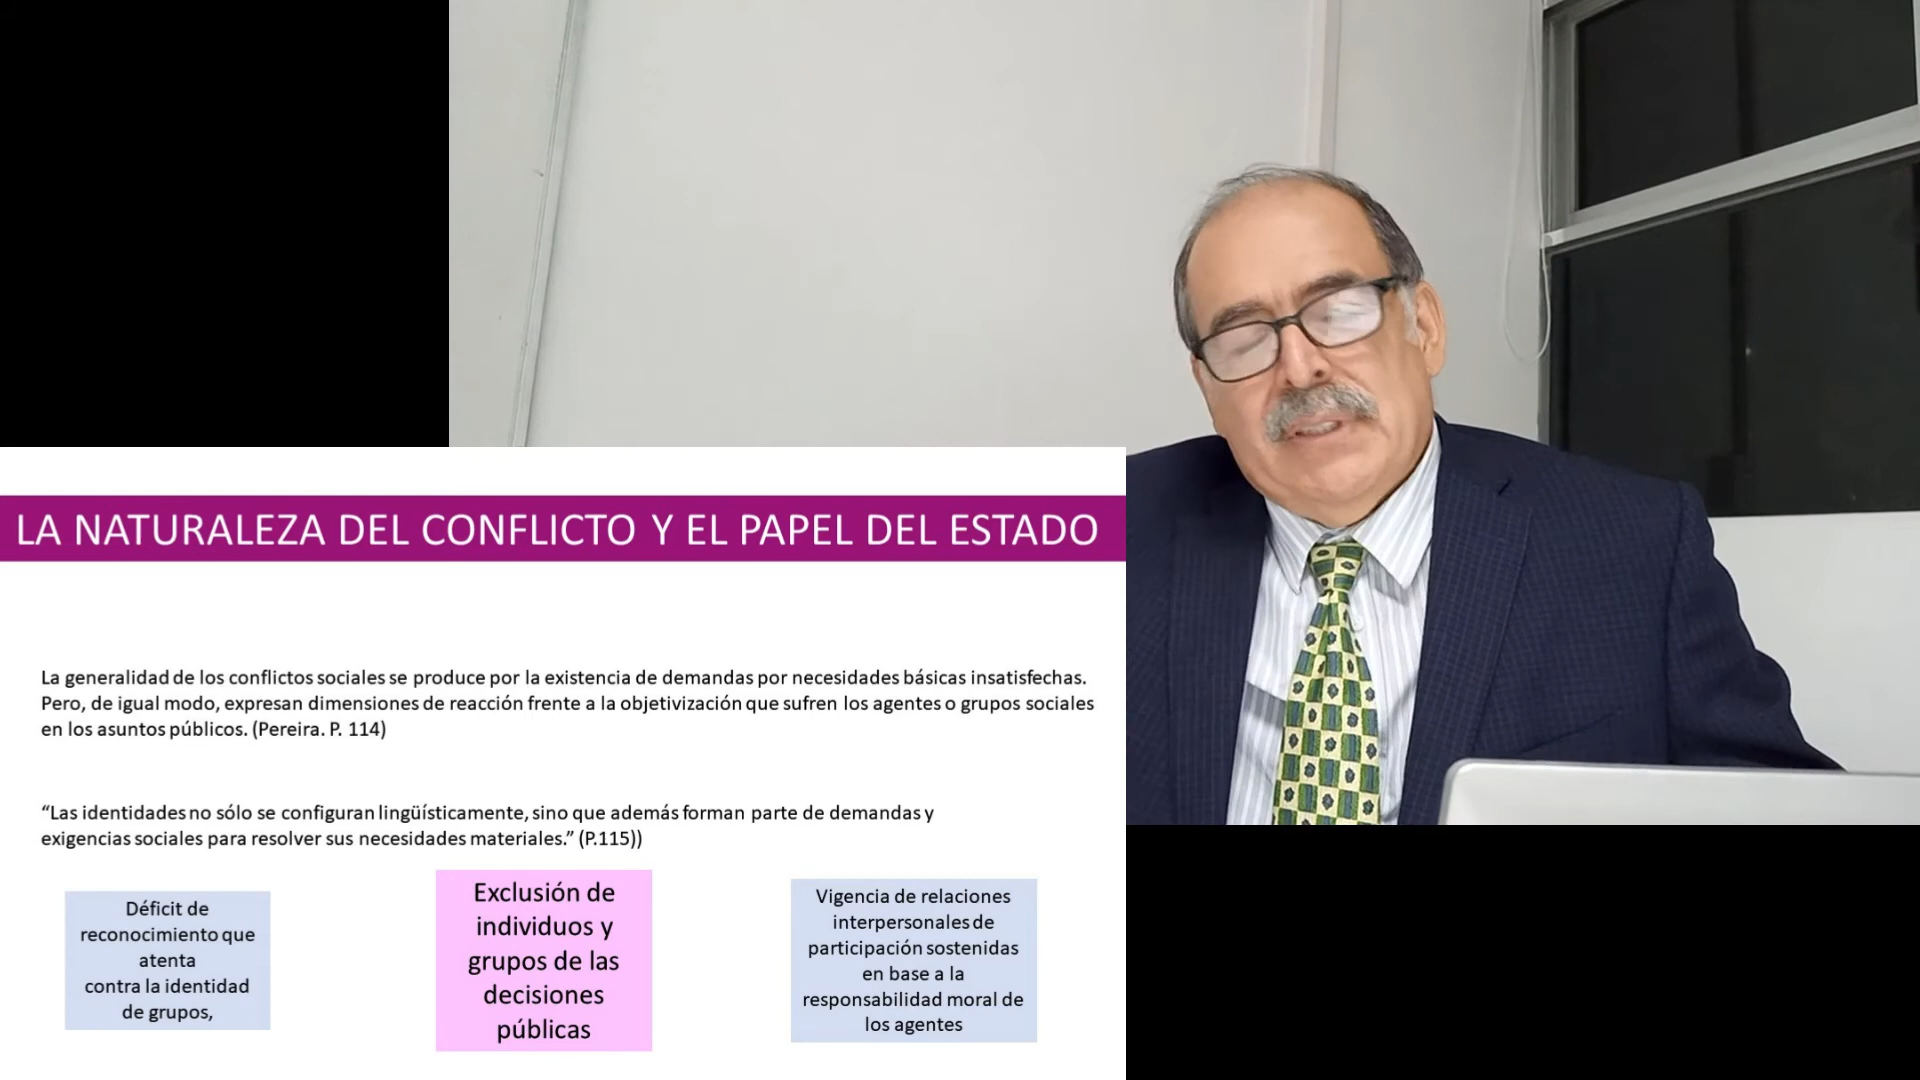 LA NATURALEZA DEL CONFLICTO Y EL PAPEL DEL ESTADO
La generalidad de los conflictos sociales se produce por la existencia de demandas por necesidades básicas insatisfechas.
Pero, de igual modo, expresan dimensiones de reacción frente a la objetivización que sufren los agentes o grupos sociales
en los asuntos públicos. (Pereira. P. 114)
“Las identidades no sólo se configuran lingüísticamente, sino que además forman parte de demandas y
exigencias sociales para resolver sus necesidades materiales.” (P.115))
Déficit de
reconocimiento que
atenta
contra la identidad
de grupos,
Exclusión de
individuos y
grupos de las
decisiones
públicas
Vigencia de relaciones
interpersonales de
participación sostenidas
en base a la
responsabilidad moral de
los agentes